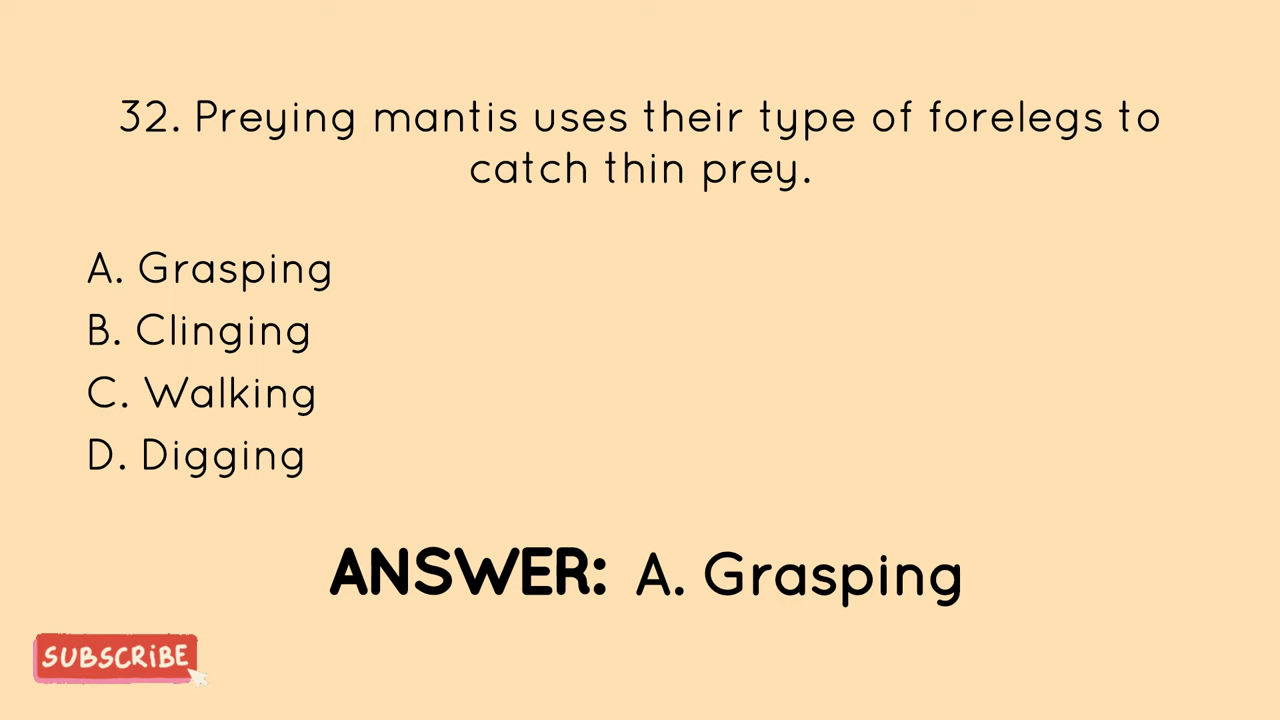 32. Preying mantis uses their type of forelegs to
catch thin prey.
A. Grasping
B. Clinging
C. Walking
D. Digging
ANSWER: A. Grasping
SUBSCRiBE